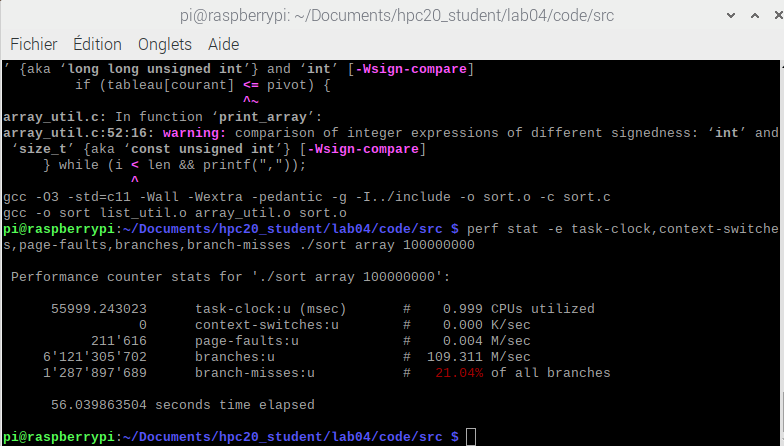 pi@raspberrypi: ~/Documents/hpc20_student/lab04/code/src
Fichier Édition Onglets Aide
’ {aka ‘long long unsigned int’} and ‘int’ [-Wsign-compare]
if (tableau[courant] <= pivot) {
^~
array_util.c: In function ‘print_array’:
array_util.c:52:16: warning: comparison of integer expressions of different signedness: ‘int’ and
‘size_t’ {aka ‘const unsigned int’} [-Wsign-compare]
} while (i < len && printf(","));
^
gcc -O3 -std=c11 -Wall -Wextra -pedantic -g -I../include -o sort.o -c sort.c
gcc -o sort list_util.o array_util.o sort.o
pi@raspberrypi:~/Documents/hpc20_student/lab04/code/src $ perf stat -e task-clock,context-switche
s,page-faults,branches,branch-misses ./sort array 100000000
Performance counter stats for './sort array 100000000':
55999.243023 task-clock:u (msec) # 0.999 CPUs utilized
0 context-switches:u # 0.000 K/sec
211'616 page-faults:u # 0.004 M/sec
6'121'305'702 branches:u # 109.311 M/sec
1'287'897'689 branch-misses:u # 21.04% of all branches
56.039863504 seconds time elapsed
pi@raspberrypi:~/Documents/hpc20_student/lab04/code/src $